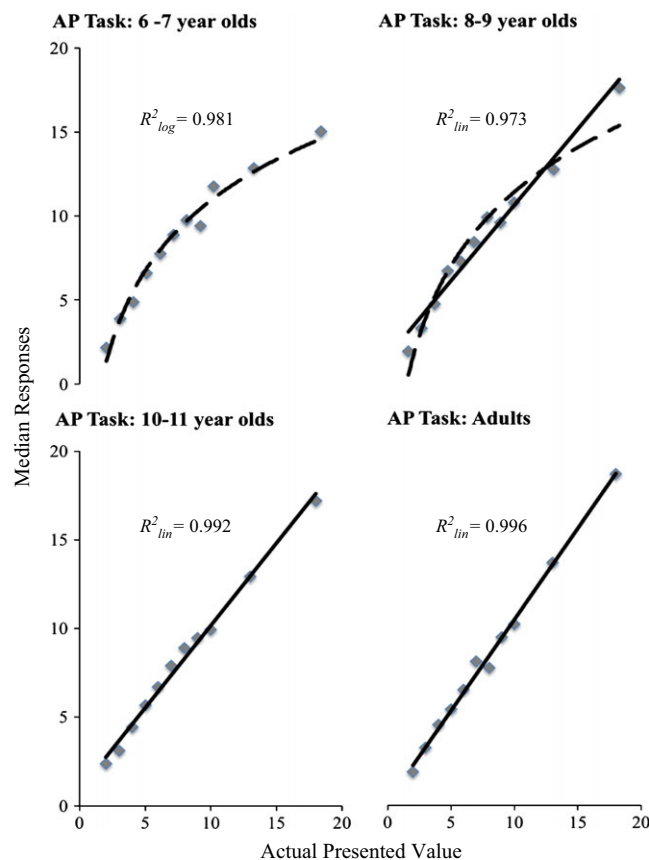 AP Task: 6 -7 year olds
AP Task: 8-9 year olds
20
15
10
5
0
R²log = 0.981
R²lin = 0.973
AP Task: 10-11 year olds
AP Task: Adults
20
15
10
5
0
R²lin = 0.992
R²lin = 0.996
0 5 10 15 20
0 5 10 15 20
Median Responses
Actual Presented Value